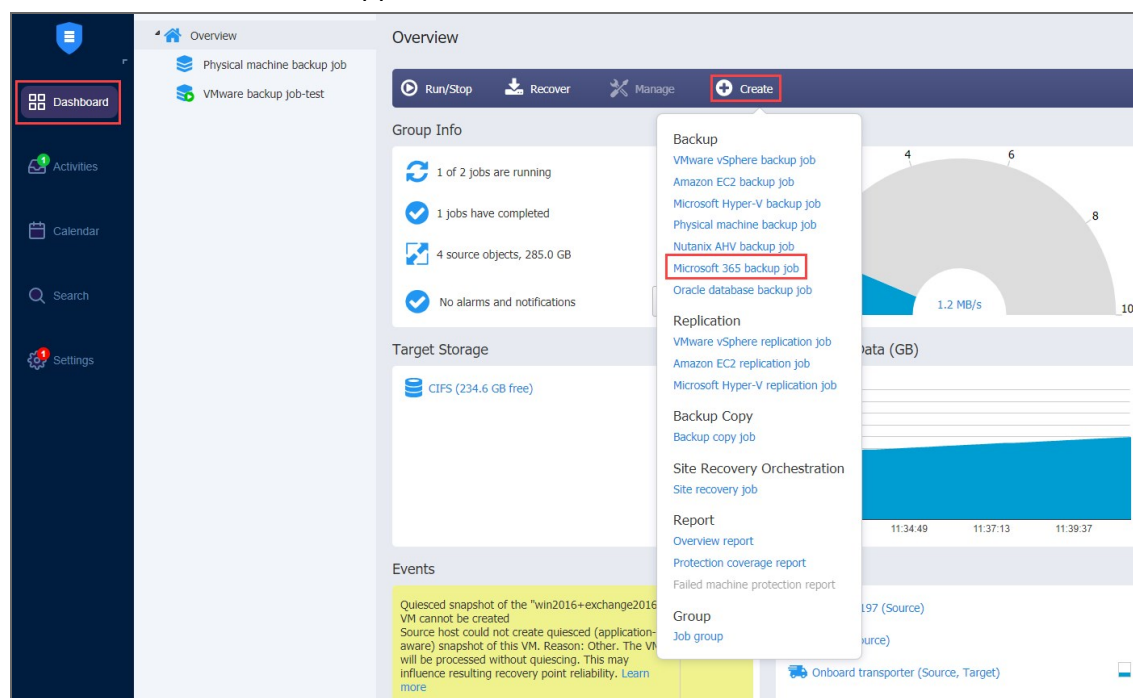 Overview
Physical machine backup job
VMware backup job-test
Dashboard
1
Activities
Calendar
Search
1
Settings
Overview
Run/Stop
Recover
Manage
Create
Group Info
1 of 2 jobs are running
1 jobs have completed
4 source objects, 285.0 GB
No alarms and notifications
Target Storage
CIFS (234.6 GB free)
Events
Quiesced snapshot of the "win2016+exchange2016
VM cannot be created
Source host could not create quiesced (application-
aware) snapshot of this VM. Reason: Other. The VM
will be processed without quiescing. This may
influence resulting recovery point reliability. Learn
more
Backup
VMware vSphere backup job
Amazon EC2 backup job
Microsoft Hyper-V backup job
Physical machine backup job
Nutanix AHV backup job
Microsoft 365 backup job
Oracle database backup job
Replication
VMware vSphere replication job
Amazon EC2 replication job
Microsoft Hyper-V replication job
Backup Copy
Backup copy job
Site Recovery Orchestration
Site recovery job
Report
Overview report
Protection coverage report
Failed machine protection report
Group
Job group
4
6
8
10
1.2 MB/s
Data (GB)
11:34:49
11:37:13
11:39:37
197 (Source)
Onboard transporter (Source, Target)